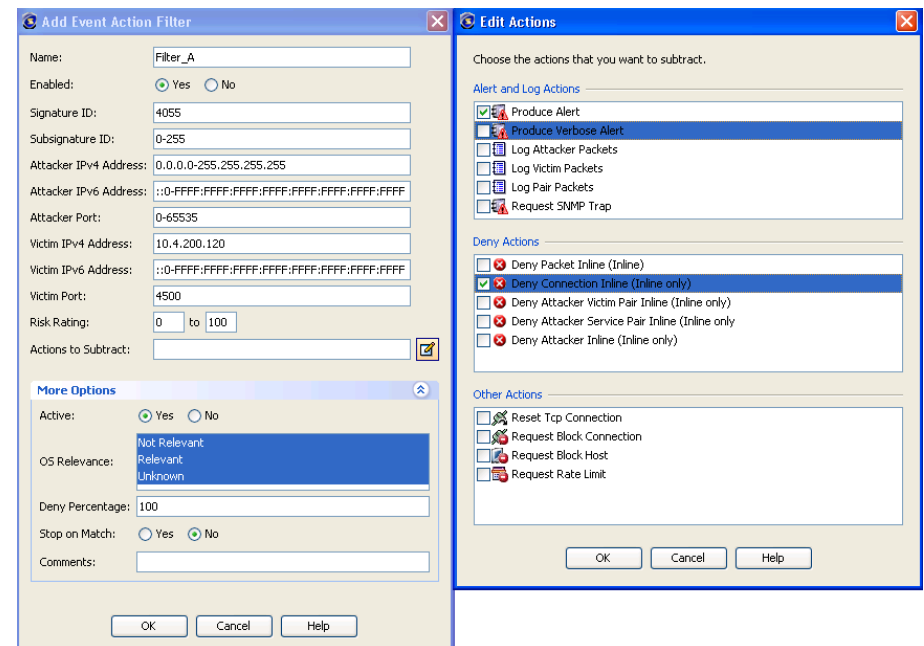 Add Event Action Filter
Name: Filter_A
Enabled: Yes No
Signature ID: 4055
Subsignature ID: 0-255
Attacker IPv4 Address: 0.0.0.0-255.255.255.255
Attacker IPv6 Address: ::0-FFFF:FFFF:FFFF:FFFF:FFFF:FFFF:FFFF:FFFF
Attacker Port: 0-65535
Victim IPv4 Address: 10.4.200.120
Victim IPv6 Address: ::0-FFFF:FFFF:FFFF:FFFF:FFFF:FFFF:FFFF:FFFF
Victim Port: 4500
Risk Rating: 0 to 100
Actions to Subtract:
More Options
Active: Yes No
OS Relevance:
Not Relevant
Relevant
Unknown
Deny Percentage: 100
Stop on Match: Yes No
Comments:
OK Cancel Help
Edit Actions
Choose the actions that you want to subtract.
Alert and Log Actions
Produce Alert
Produce Verbose Alert
Log Attacker Packets
Log Victim Packets
Log Pair Packets
Request SNMP Trap
Deny Actions
Deny Packet Inline (Inline)
Deny Connection Inline (Inline only)
Deny Attacker Victim Pair Inline (Inline only)
Deny Attacker Service Pair Inline (Inline only
Deny Attacker Inline (Inline only)
Other Actions
Reset Tcp Connection
Request Block Connection
Request Block Host
Request Rate Limit
OK Cancel Help